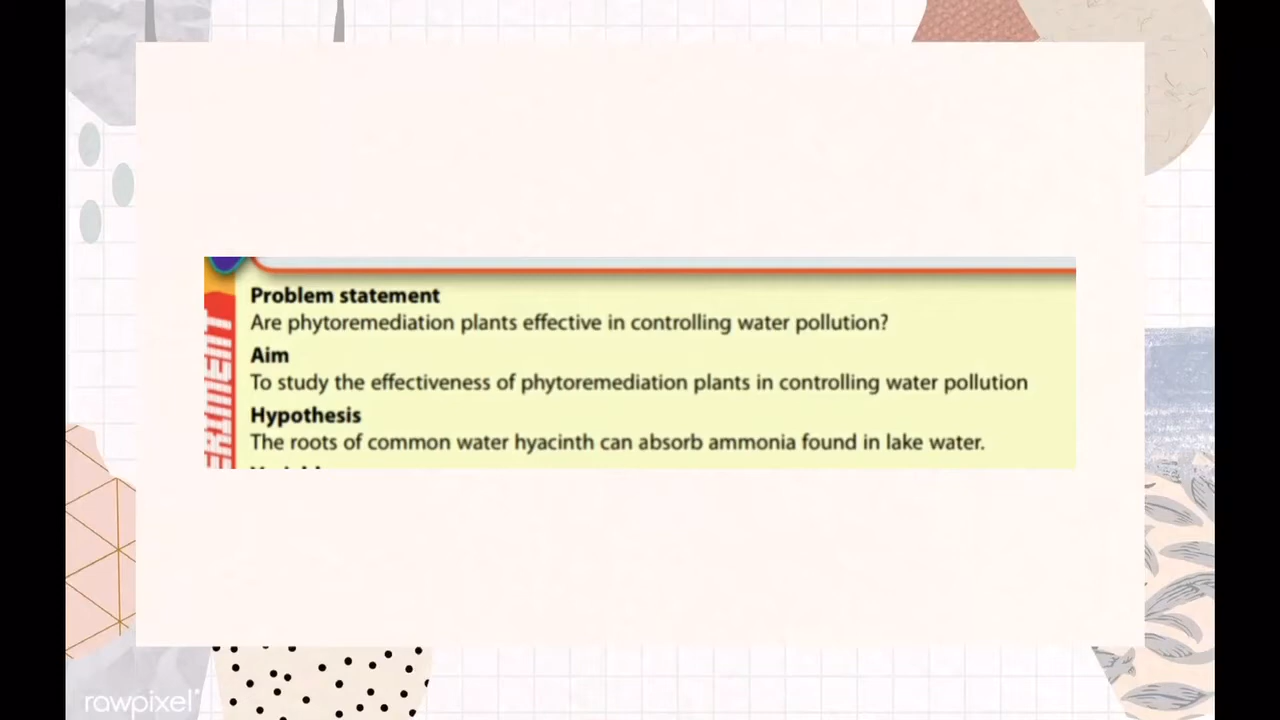 Problem statement
Are phytoremediation plants effective in controlling water pollution?
Aim
To study the effectiveness of phytoremediation plants in controlling water pollution
Hypothesis
The roots of common water hyacinth can absorb ammonia found in lake water.
rawpixel